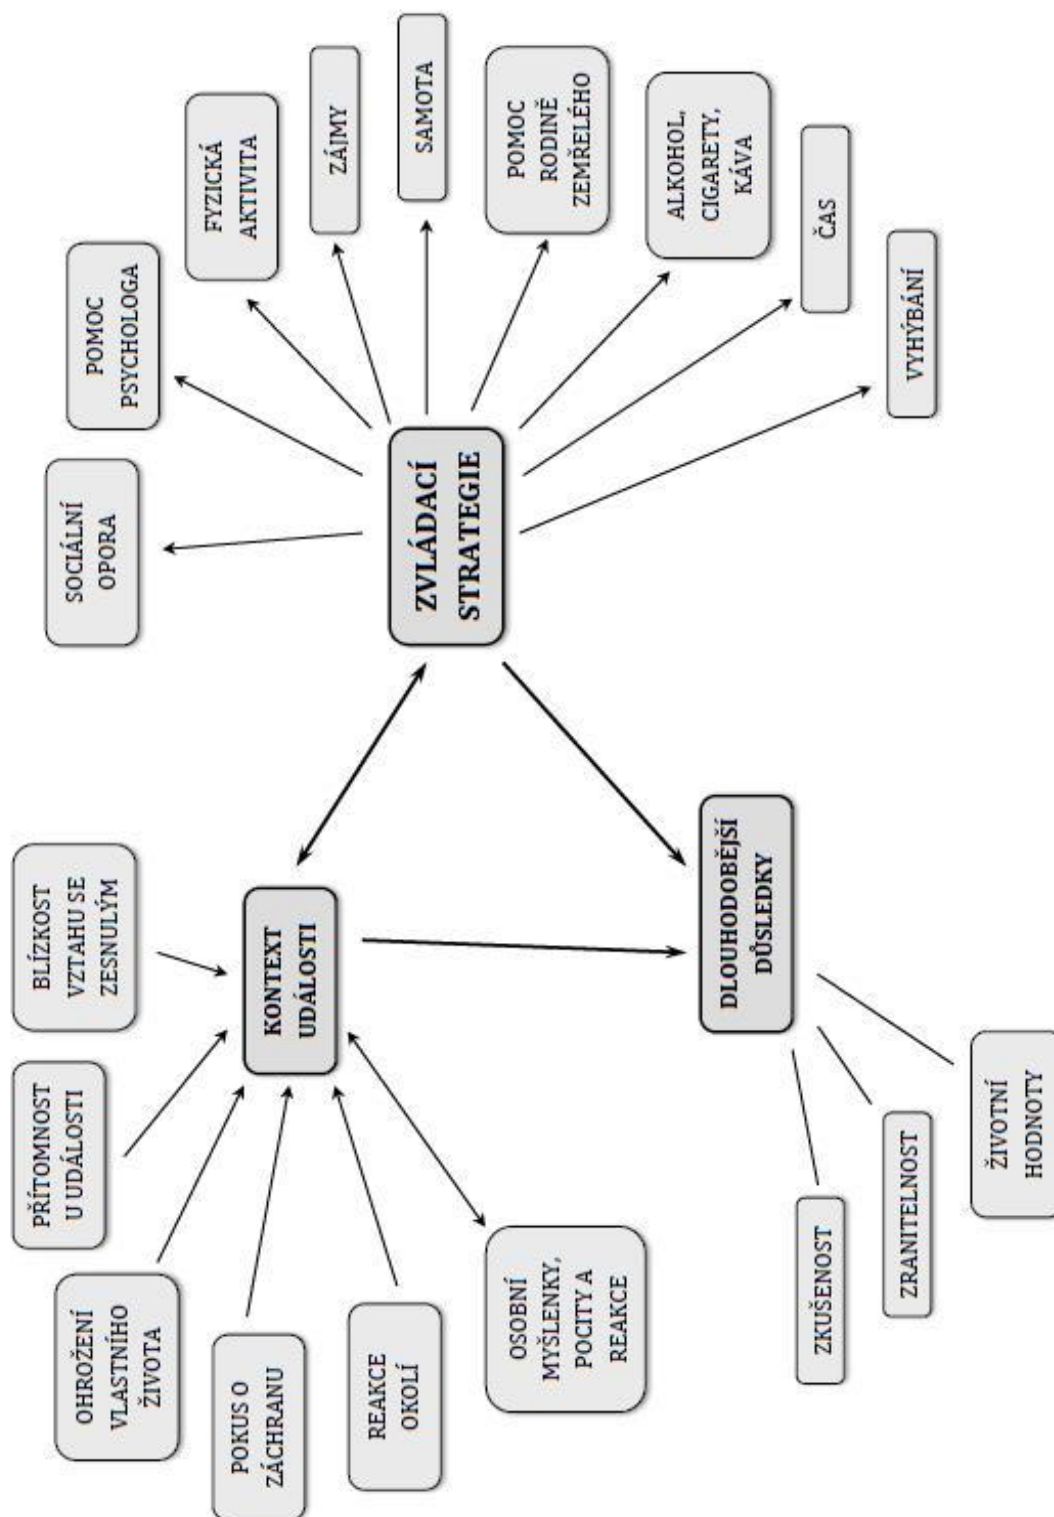 BLÍZKOST
VZTAHU SE
ZESNULÝM
PŘÍTOMNOST
U UDÁLOSTI
OHROŽENÍ
VLASTNÍHO
ŽIVOTA
POKUS O
ZÁCHRANU
REAKCE
OKOLÍ
OSOBNÍ
MYŠLENKY,
POCITY A
REAKCE
KONTEXT
UDÁLOSTI
SOCIÁLNÍ
OPORA
POMOC
PSYCHOLOGA
FYZICKÁ
AKTIVITA
ZÁJMY
SAMOTA
POMOC
RODINĚ
ZEMŘELÉHO
ALKOHOL,
CIGARETY,
KÁVA
ČAS
VYHÝBÁNÍ
ZVLÁDACÍ
STRATEGIE
DLOUHODOBĚJŠÍ
DŮSLEDKY
ZKUŠENOST
ZRANITELNOST
ŽIVOTNÍ
HODNOTY